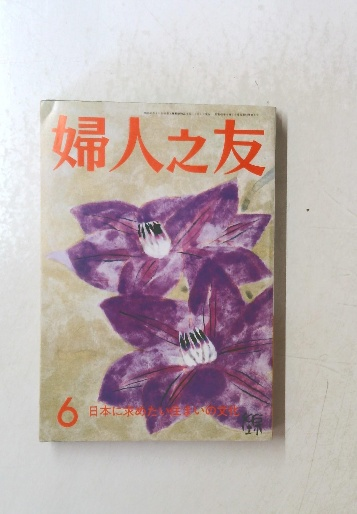 婦人之友
6
日本に求めたい住まいの文化